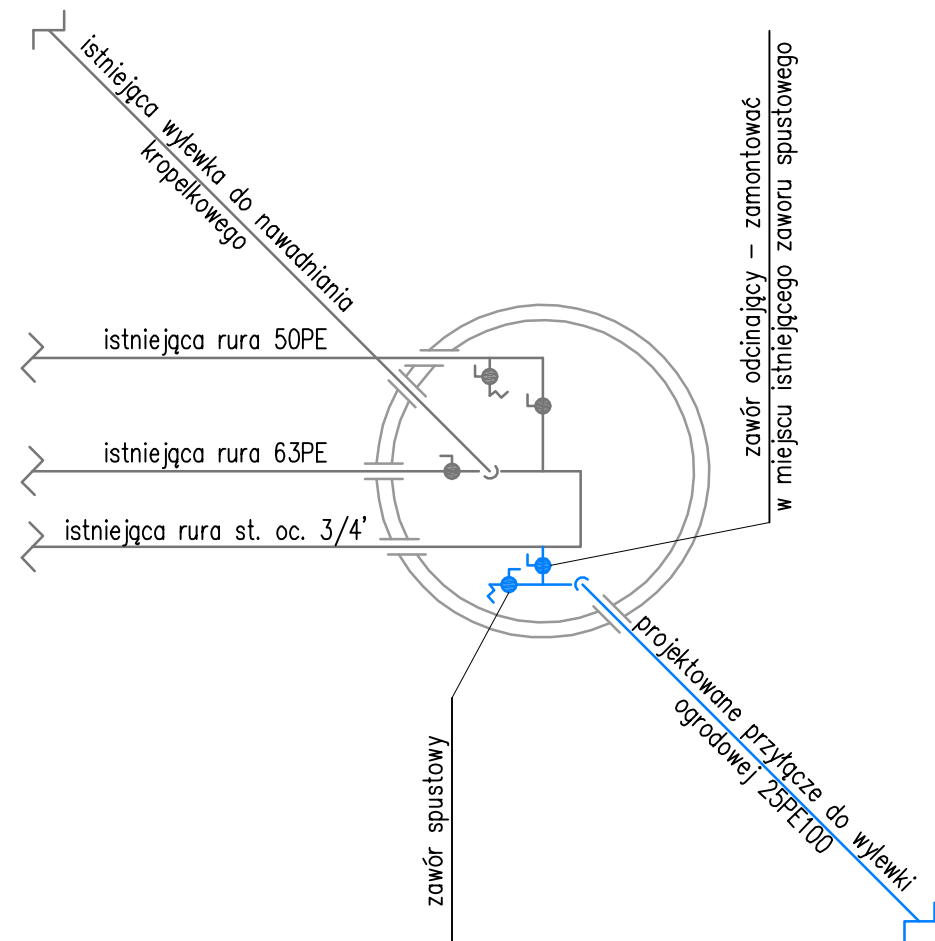 istniejąca wylewka do nawadniania
kropelkowego
zawór odcinający - zamontować
w miejscu istniejącego zaworu spustowego
istniejąca rura 50PE
istniejąca rura 63PE
istniejąca rura st. oc. 3/4'
zawór spustowy
projektowane przyłącze do wylewki
ogrodowej 25PE100